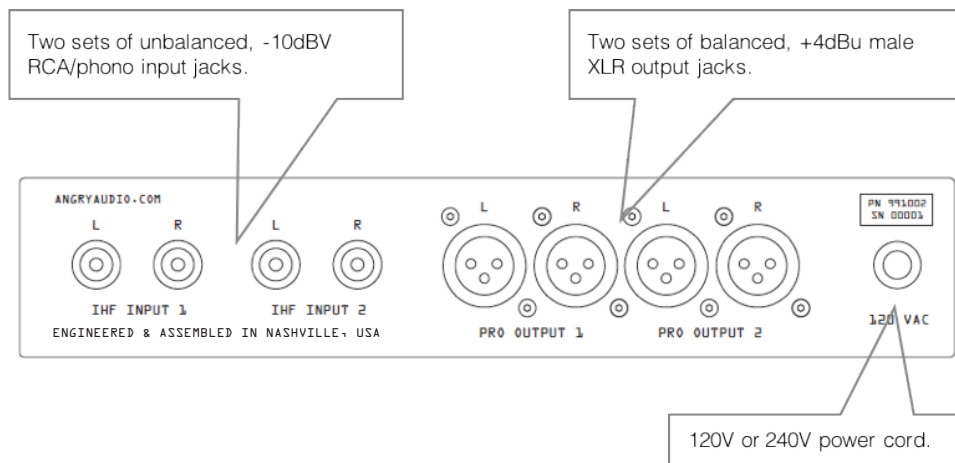 Two sets of unbalanced, -10dBV
RCA/phono input jacks.
Two sets of balanced, +4dBu male
XLR output jacks.
ANGRYAUDIO.COM
L R L R
L R L R
PN 991002
SN 00001
IHF INPUT 1 IHF INPUT 2
ENGINEERED & ASSEMBLED IN NASHVILLE, USA
PRO OUTPUT 1 PRO OUTPUT 2
120 VAC
120V or 240V power cord.